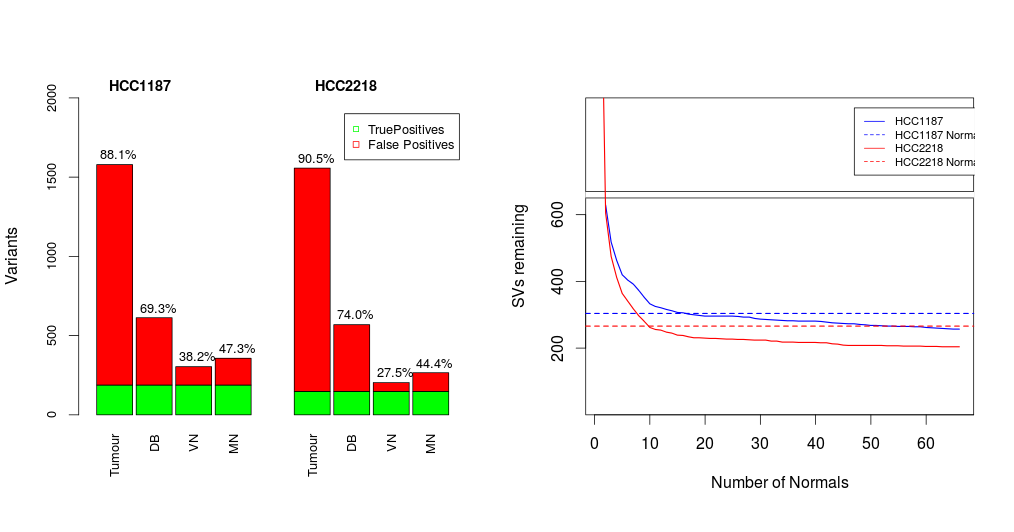 HCC1187
HCC2218
Variants
0
500
1000
1500
2000
88.1%
69.3%
38.2%
47.3%
90.5%
74.0%
27.5%
44.4%
TruePositives
False Positives
Tumour
DB
VN
MN
Tumour
DB
VN
MN
HCC1187
HCC1187 Norma
HCC2218
HCC2218 Norma
SVs remaining
600
400
200
0
10
20
30
40
50
60
Number of Normals